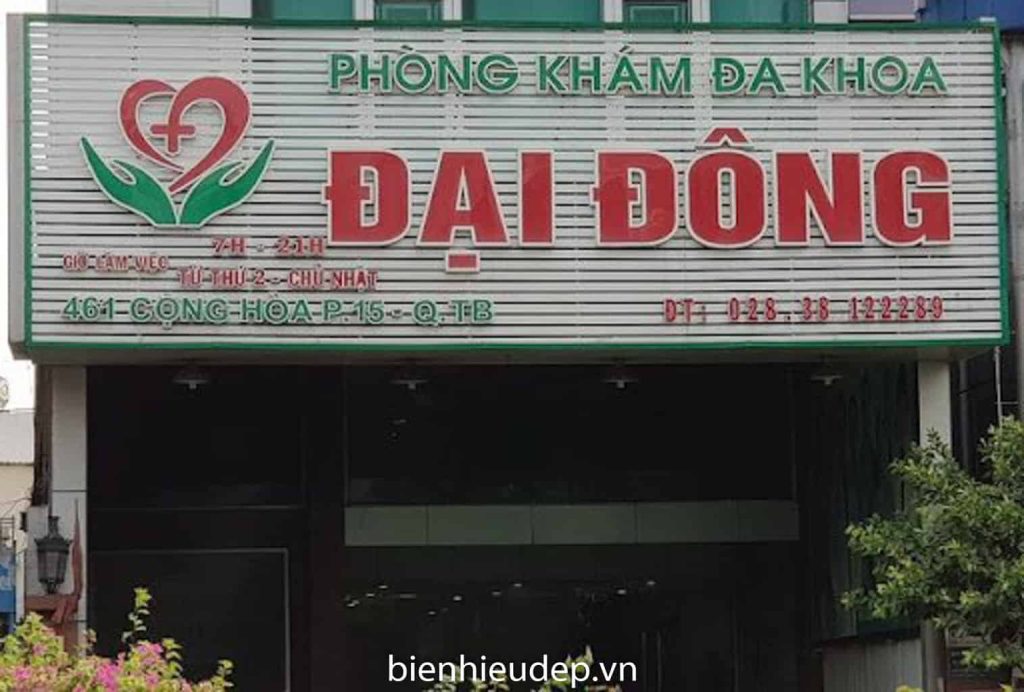 PHÒNG KHÁM ĐA KHOA
ĐẠI ĐÔNG
GIỜ LÀM VIỆC 7H - 21H
TỪ THỨ 2 - CHỦ NHẬT
461 CỘNG HÒA P.15 - Q.TB
ĐT: 028.38 122289
bienhieudep.vn